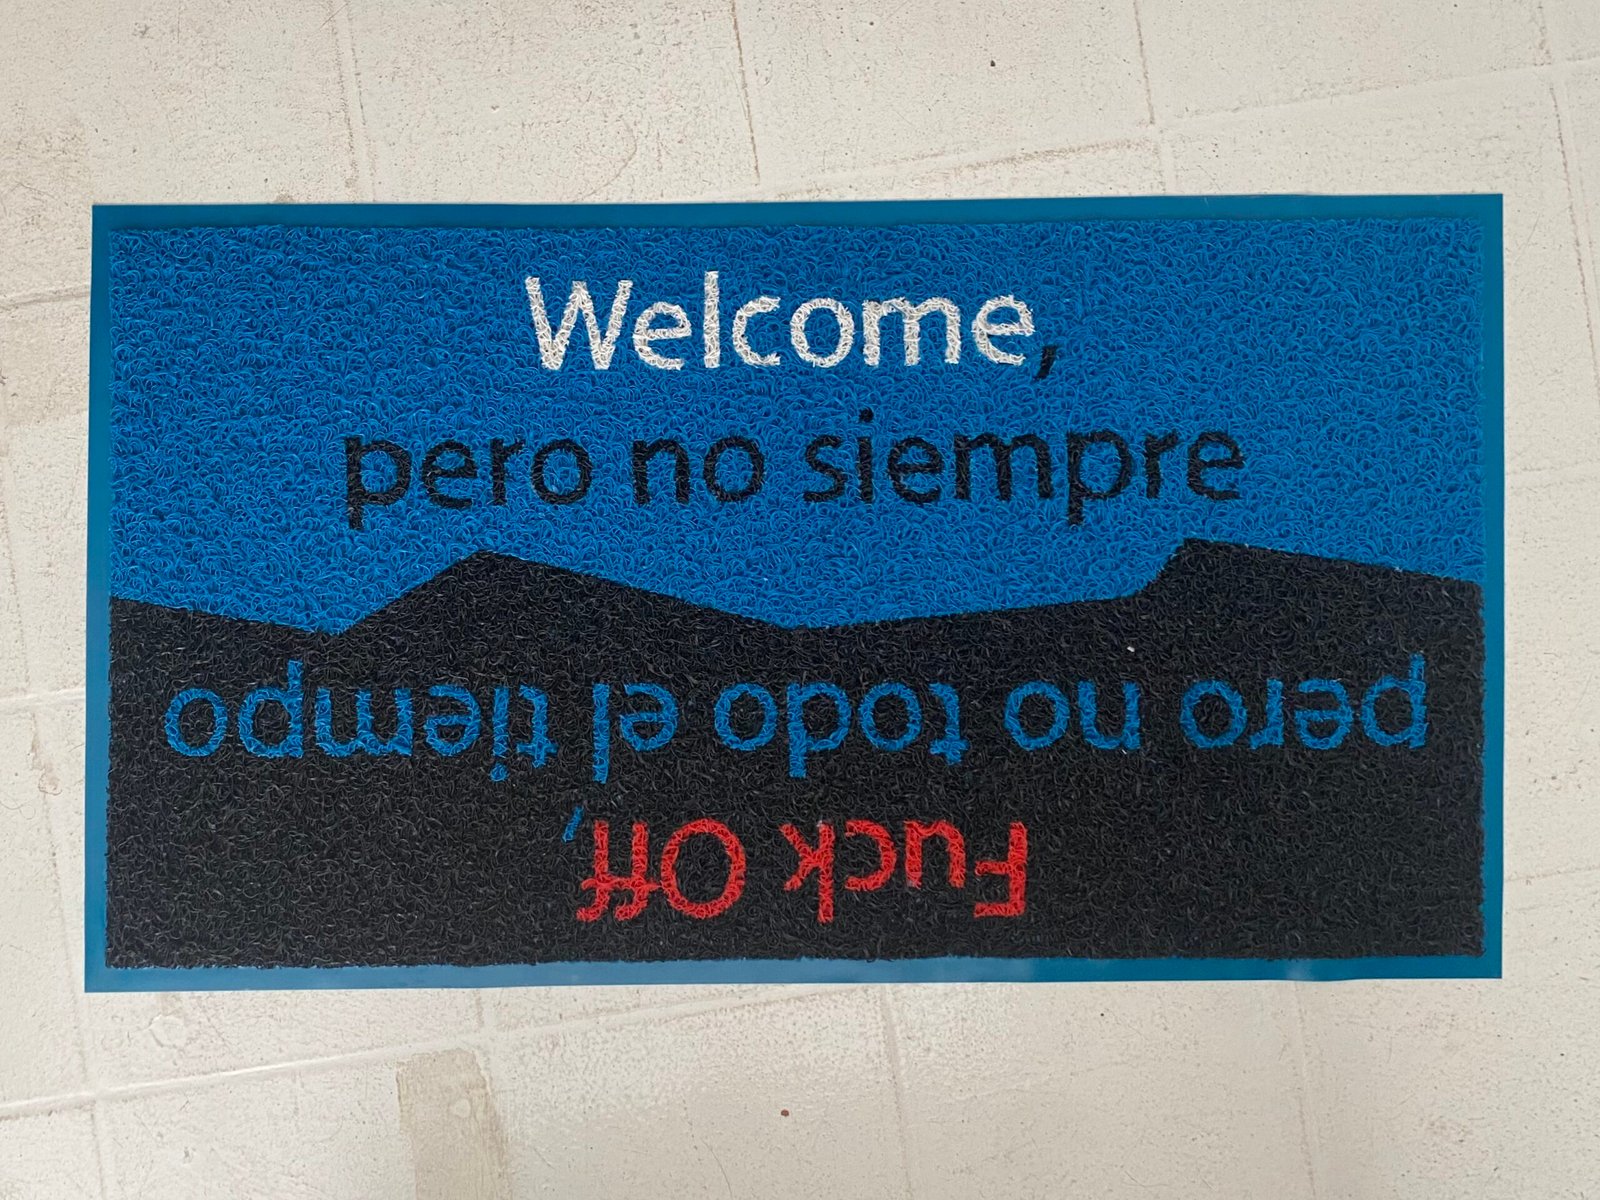 Welcome,
pero no siempre
Fuck Off,
pero no todo el tiempo